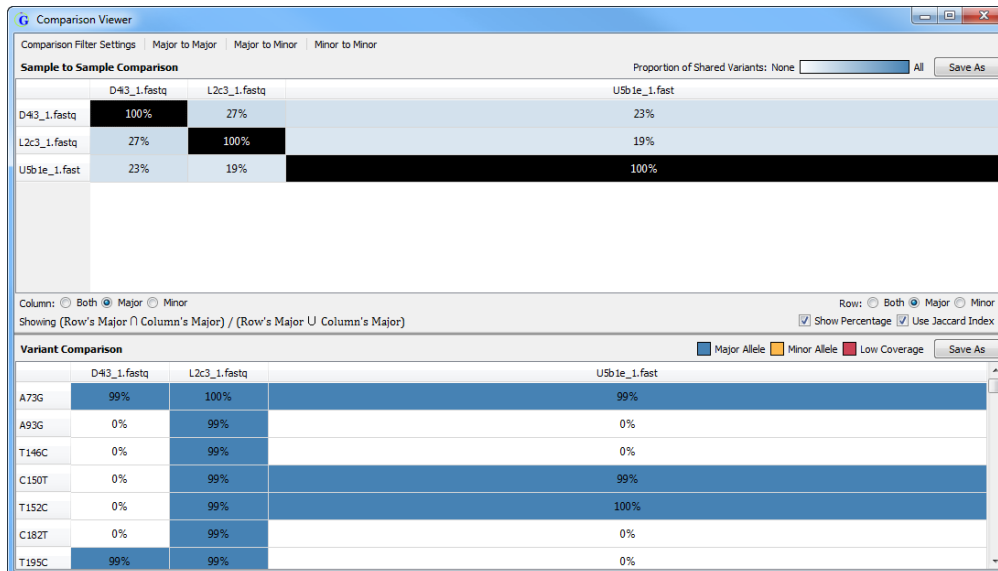 G Comparison Viewer
Comparison Filter Settings Major to Major Major to Minor Minor to Minor
Sample to Sample Comparison Proportion of Shared Variants: None All Save As
D4i3_1.fastq L2c3_1.fastq U5b1e_1.fast
D4i3_1.fastq 100% 27% 23%
L2c3_1.fastq 27% 100% 19%
U5b1e_1.fast 23% 19% 100%
Column: Both Major Minor Row: Both Major Minor
Showing (Row's Major ∩ Column's Major) / (Row's Major ∪ Column's Major) Show Percentage Use Jaccard Index
Variant Comparison Major Allele Minor Allele Low Coverage Save As
D4i3_1.fastq L2c3_1.fastq U5b1e_1.fast
A73G 99% 100% 99%
A93G 0% 99% 0%
T146C 0% 99% 0%
C150T 0% 99% 99%
T152C 0% 99% 100%
C182T 0% 99% 0%
T195C 99% 99% 0%